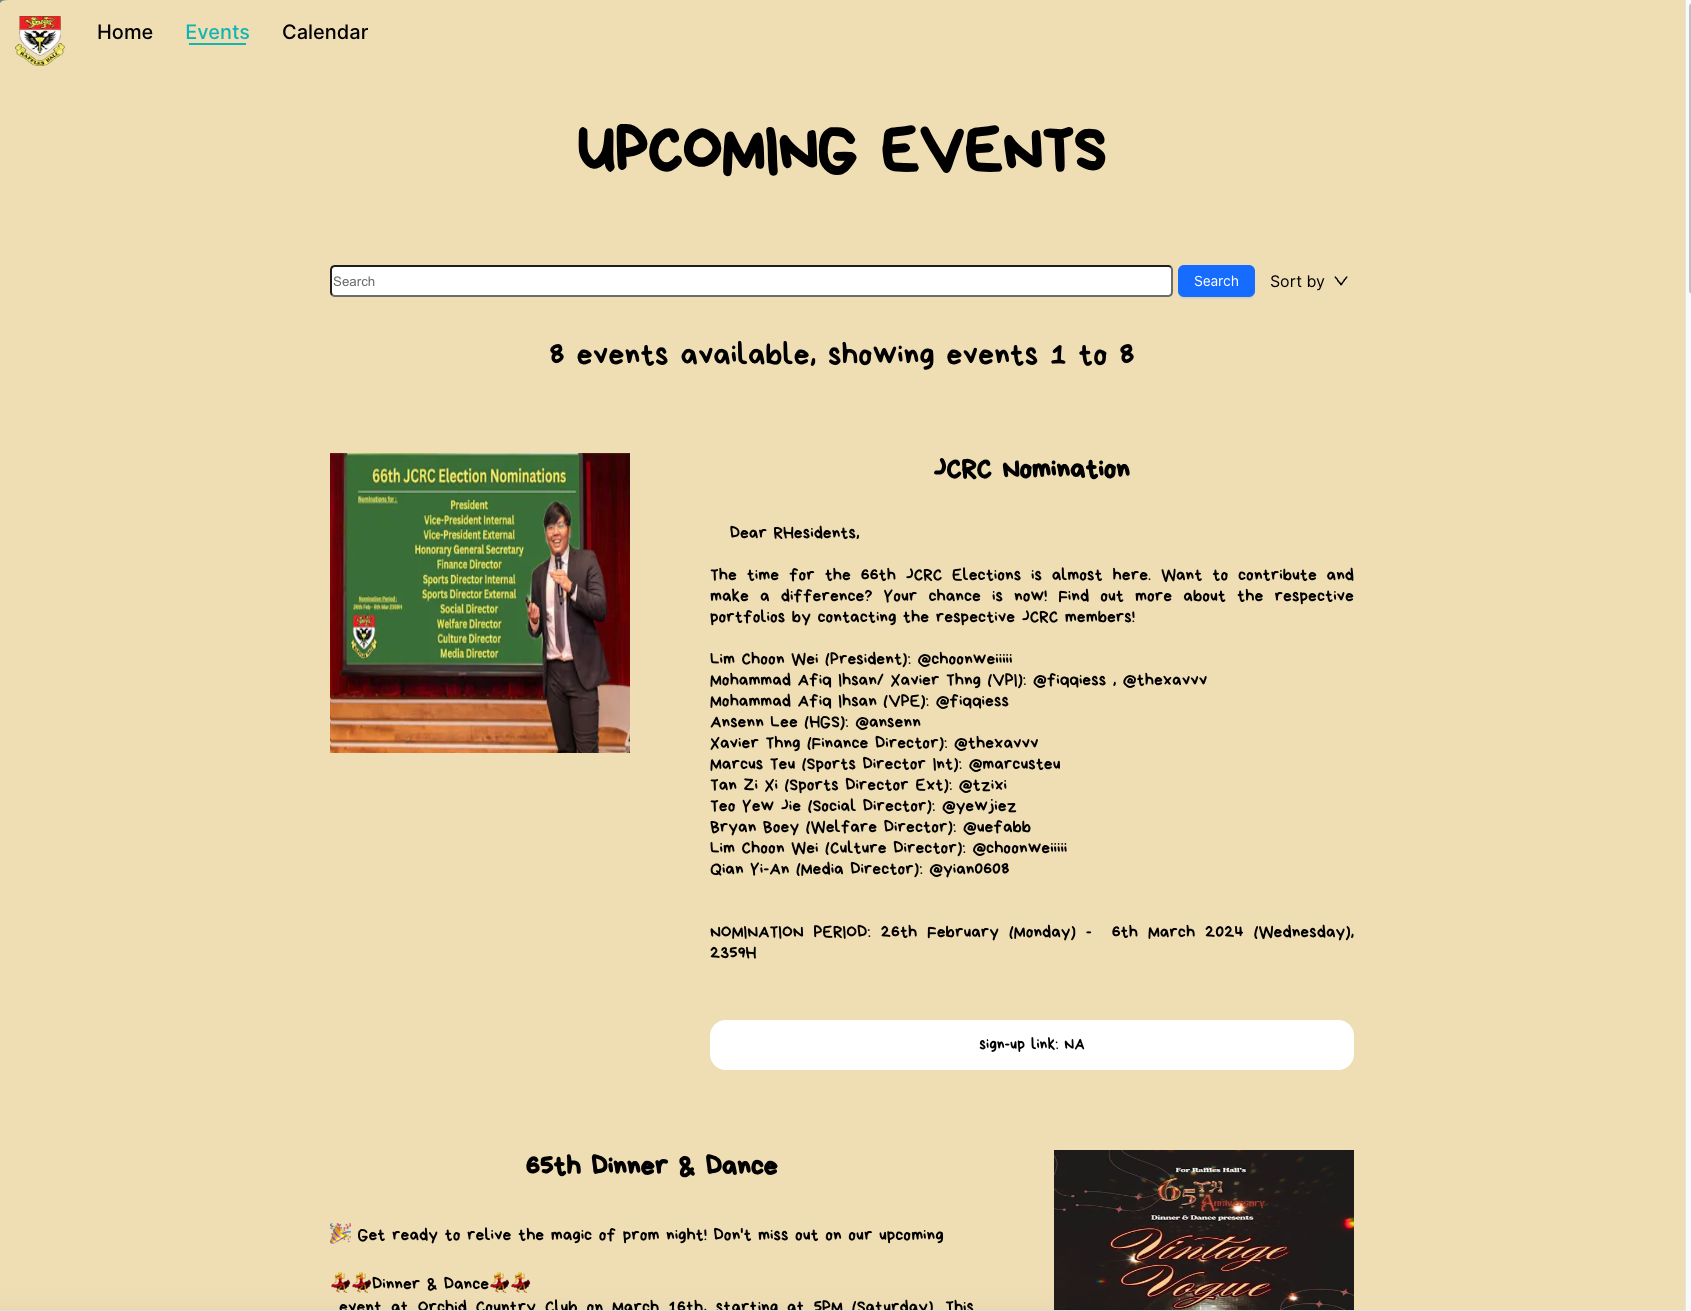 RAFFLES HALL
Home
Events
Calendar
UPCOMING EVENTS
Search
Search
Sort by
8 events available, showing events 1 to 8
66th JCRC Election Nominations
Nominations for :
President
Vice-President Internal
Vice-President External
Honorary General Secretary
Finance Director
Sports Director Internal
Sports Director External
Social Director
Welfare Director
Culture Director
Media Director
Nomination Period :
26th Feb - 6th Mar 2359H
JCRC Nomination
Dear RHesidents,
The time for the 66th JCRC Elections is almost here. Want to contribute and
make a difference? Your chance is now! Find out more about the respective
portfolios by contacting the respective JCRC members!
Lim Choon Wei (President): @choonweiiiii
Mohammad Afiq Ihsan/ Xavier Thng (VPI): @fiqqiess , @thexavvv
Mohammad Afiq Ihsan (VPE): @fiqqiess
Ansenn Lee (HGS): @ansenn
Xavier Thng (Finance Director): @thexavvv
Marcus Teu (Sports Director Int): @marcusteu
Tan Zi Xi (Sports Director Ext): @tzixi
Teo Yew Jie (Social Director): @yewjiez
Bryan Boey (Welfare Director): @uefabb
Lim Choon Wei (Culture Director): @choonweiiiii
Qian Yi-An (Media Director): @yian0608
NOMINATION PERIOD: 26th February (Monday) - 6th March 2024 (Wednesday),
2359H
sign-up link: NA
65th Dinner & Dance
🎉 Get ready to relive the magic of prom night! Don't miss out on our upcoming
💃💃Dinner & Dance💃💃
event at Orchid Country Club on March 16th, starting at 5PM (Saturday). This
For Raffles Hall's
65TH
Anniversary
Dinner & Dance presents
Vintage
Vogue